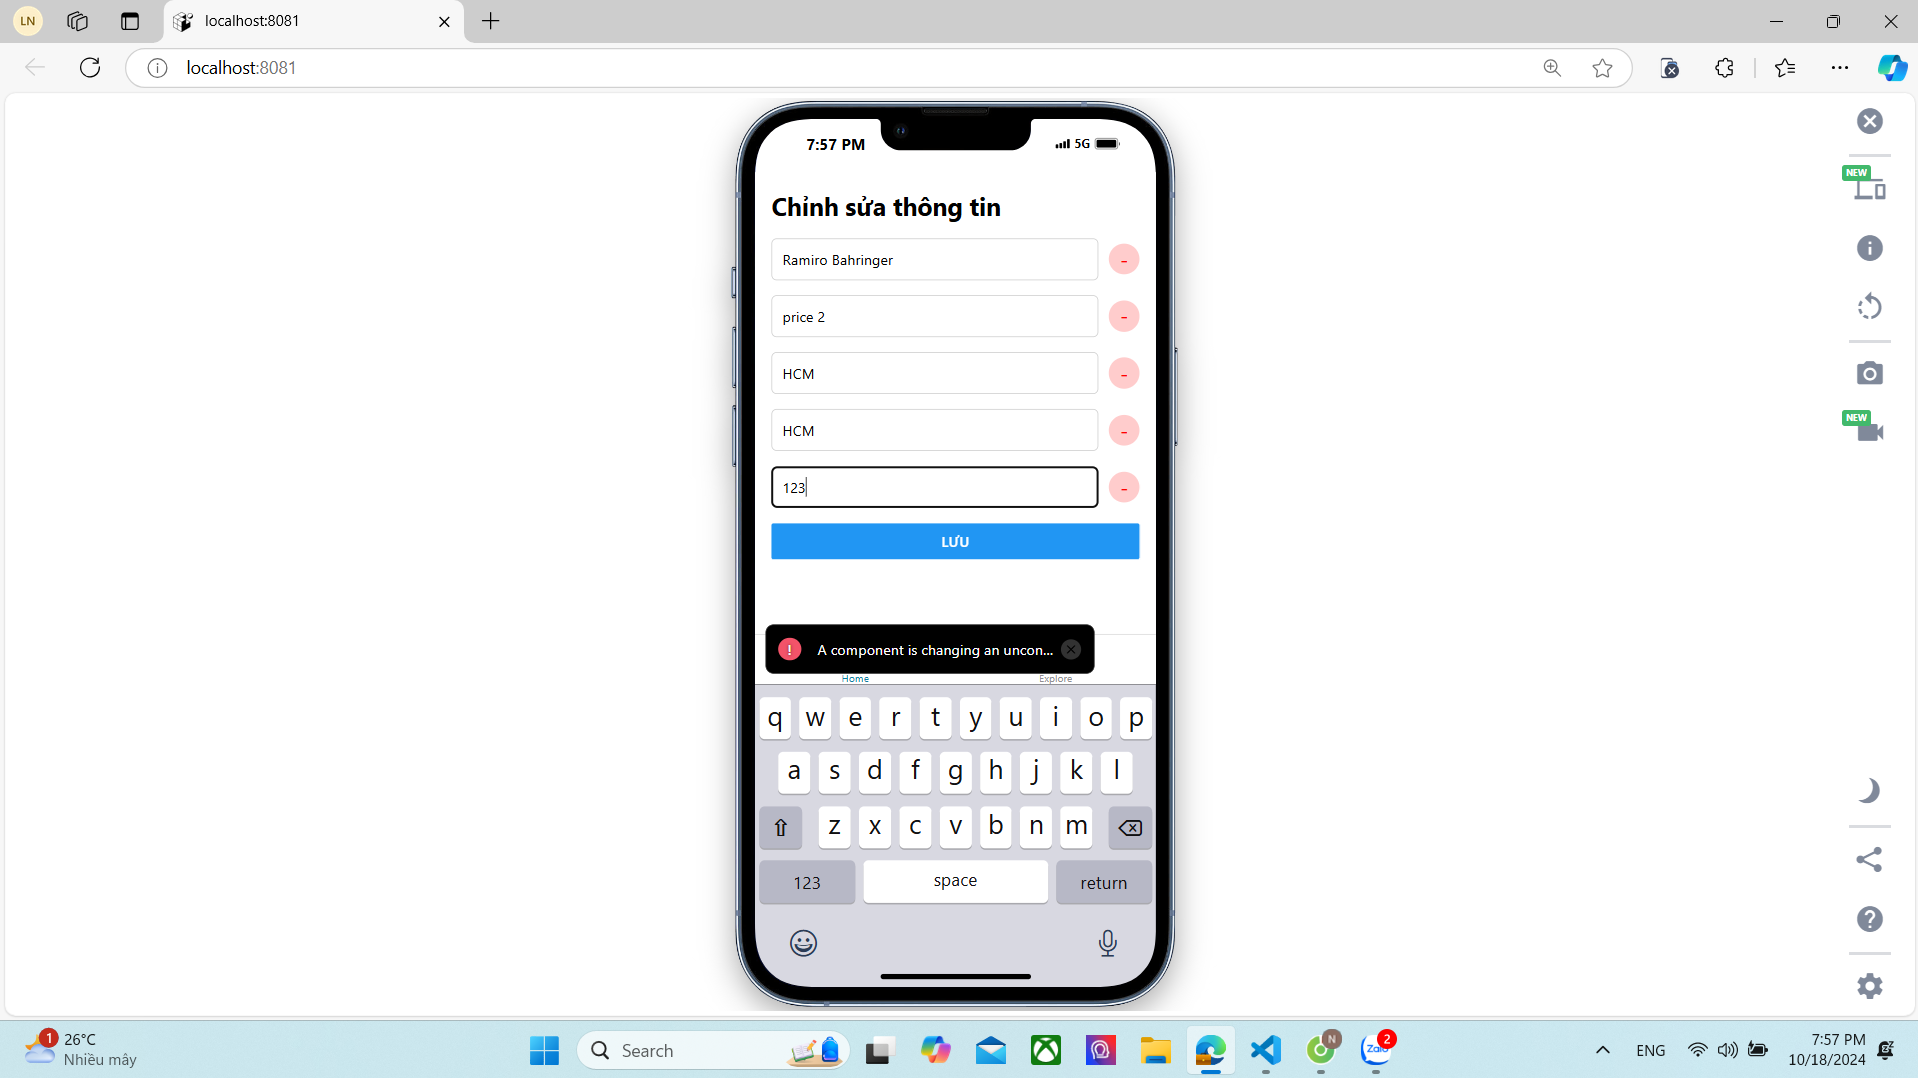 LN
localhost:8081
localhost:8081
NEW
NEW
7:57 PM
5G
Chỉnh sửa thông tin
Ramiro Bahringer
-
price 2
-
HCM
-
HCM
-
123
-
LƯU
! A component is changing an uncon...
Home
Explore
q w e r t y u i o p
a s d f g h j k l
z x c v b n m
123 space return
1
26°C
Nhiều mây
Search
N
Zalo
2
ENG
7:57 PM
10/18/2024